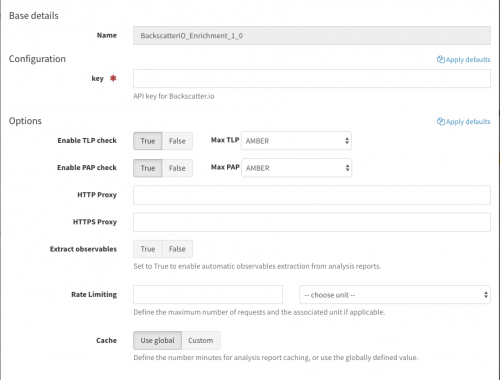 Base details
Name BackscatterIO_Enrichment_1_0
Configuration Apply defaults
key *
API key for Backscatter.io
Options Apply defaults
Enable TLP check True False Max TLP AMBER
Enable PAP check True False Max PAP AMBER
HTTP Proxy
HTTPS Proxy
Extract observables True False
Set to True to enable automatic observables extraction from analysis reports.
Rate Limiting -- choose unit --
Define the maximum number of requests and the associated unit if applicable.
Cache Use global Custom
Define the number minutes for analysis report caching, or use the globally defined value.